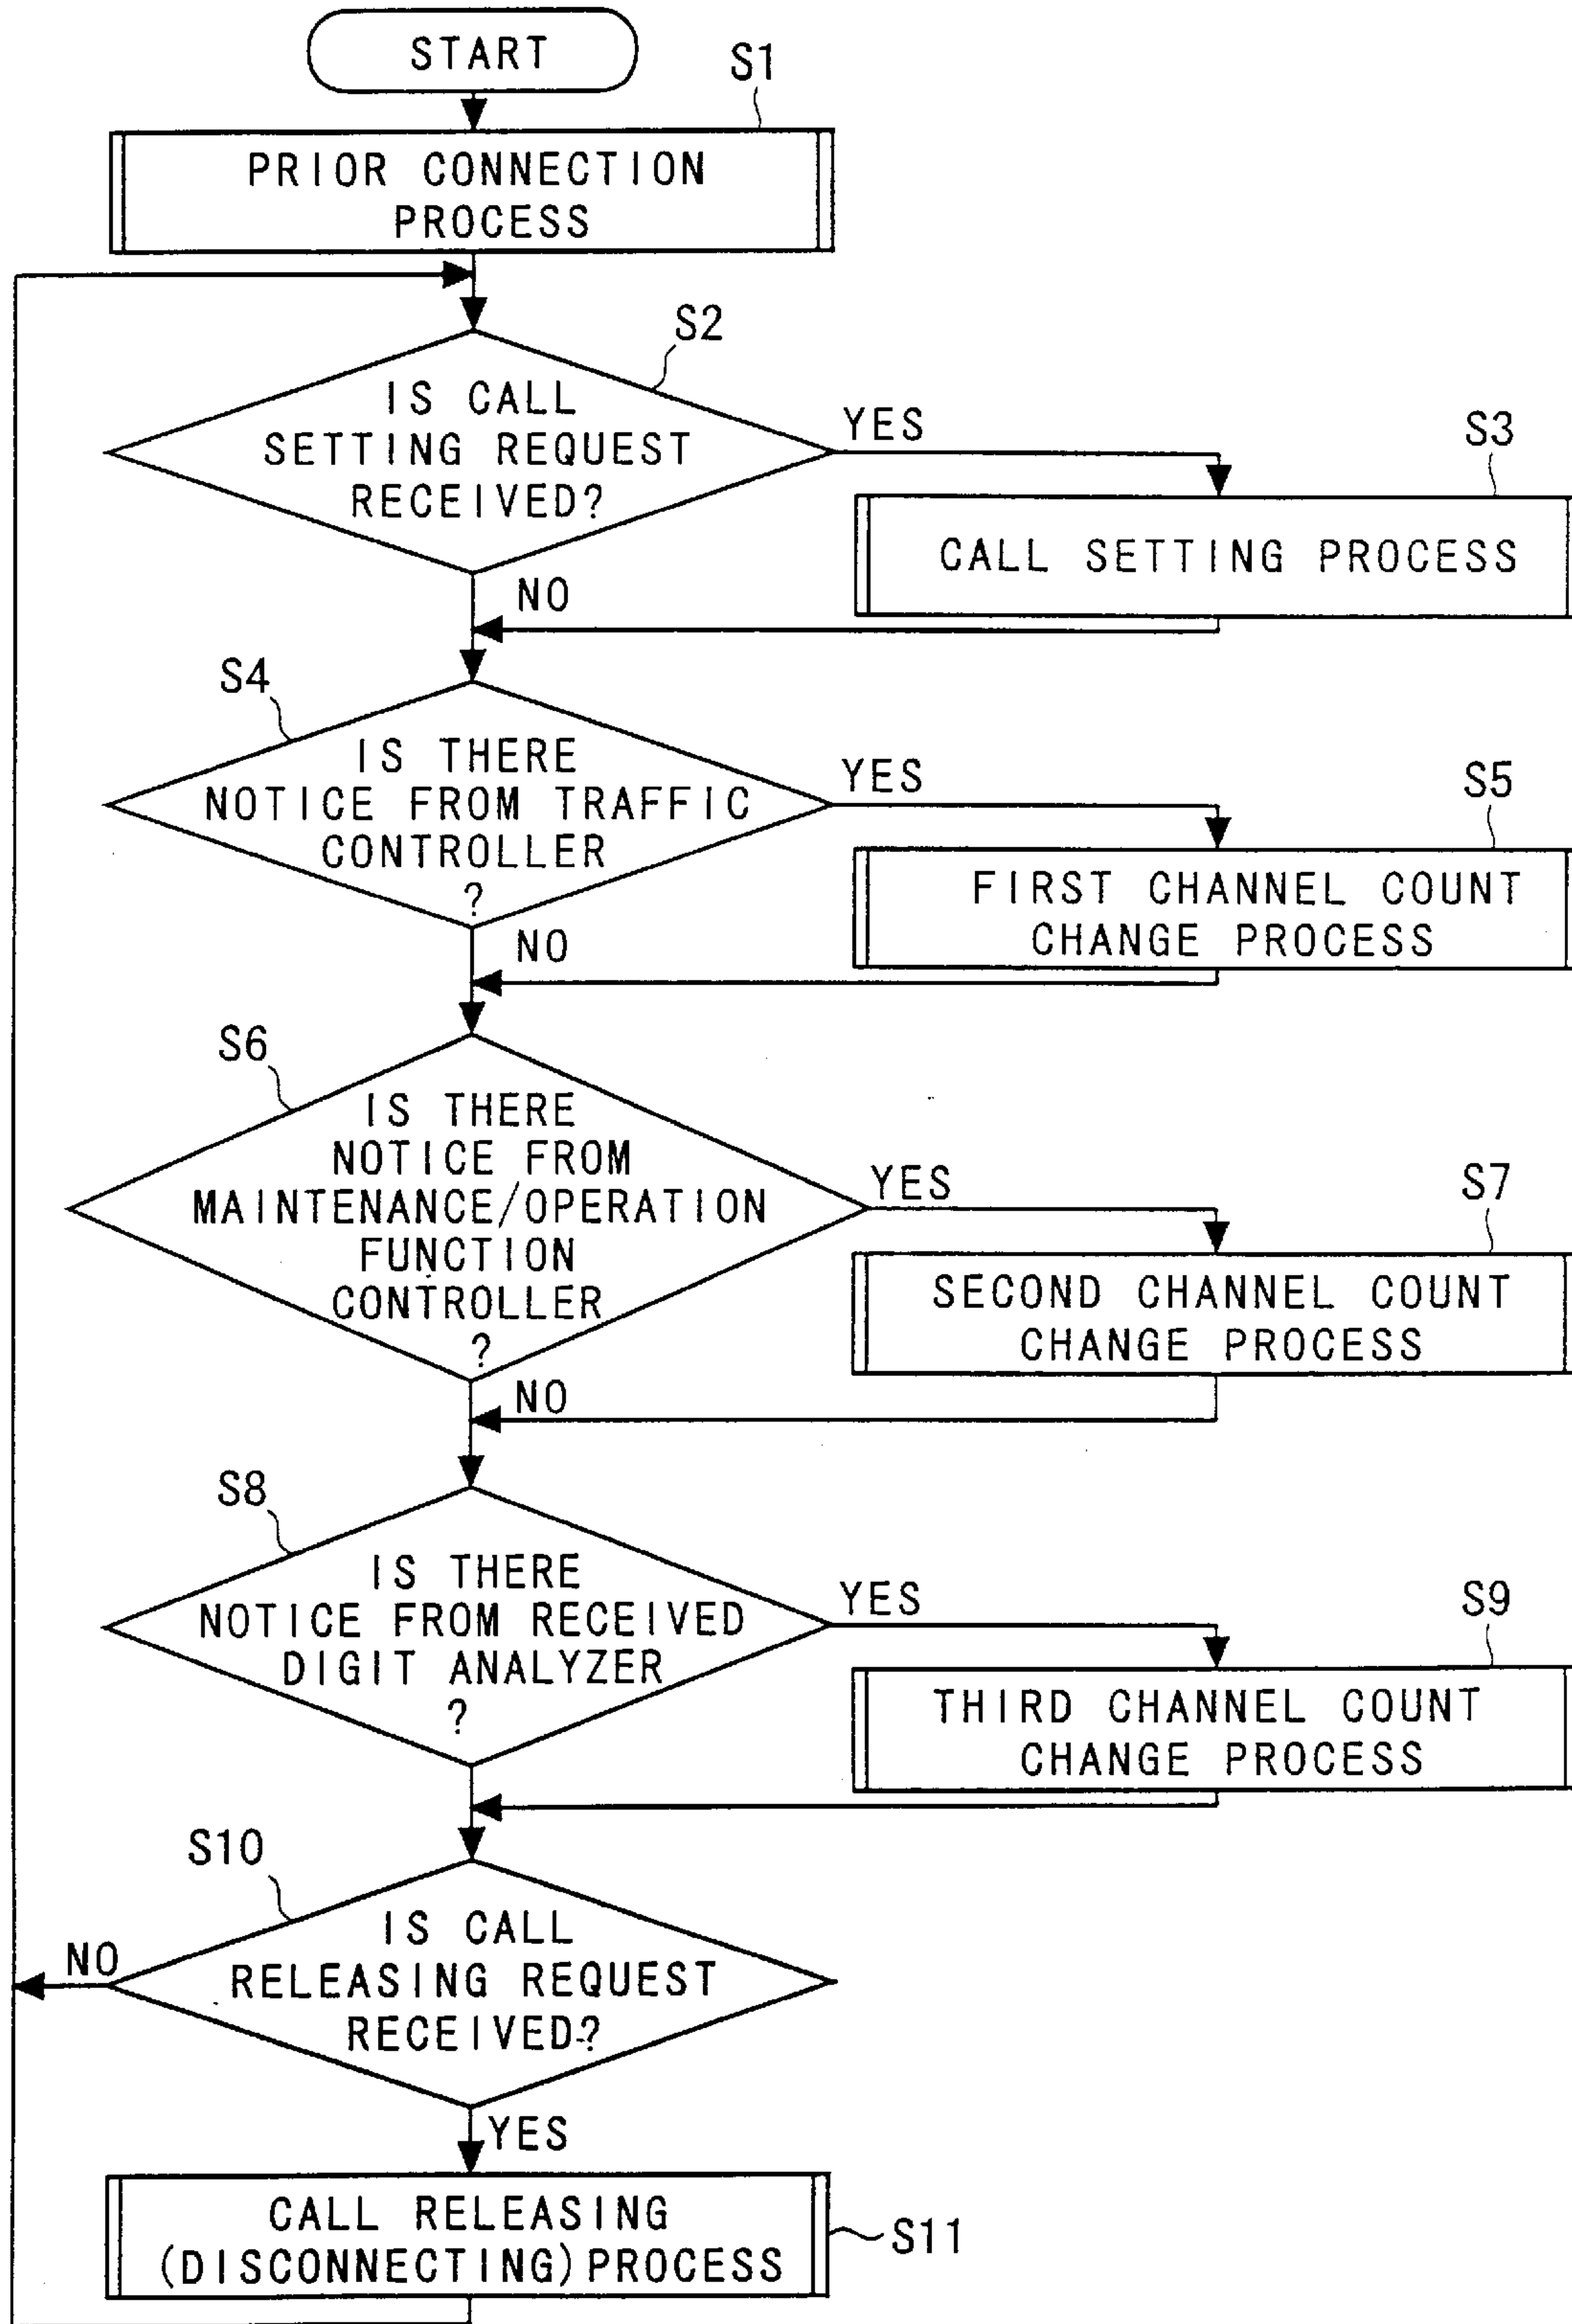 START
S1
PRIOR CONNECTION
PROCESS
S2
IS CALL
SETTING REQUEST
RECEIVED?
YES
S3
CALL SETTING PROCESS
NO
S4
IS THERE
NOTICE FROM TRAFFIC
CONTROLLER
?
YES
S5
FIRST CHANNEL COUNT
CHANGE PROCESS
NO
S6
IS THERE
NOTICE FROM
MAINTENANCE/OPERATION
FUNCTION
CONTROLLER
?
YES
S7
SECOND CHANNEL COUNT
CHANGE PROCESS
NO
S8
IS THERE
NOTICE FROM RECEIVED
DIGIT ANALYZER
?
YES
S9
THIRD CHANNEL COUNT
CHANGE PROCESS
S10
IS CALL
RELEASING REQUEST
RECEIVED?
NO
YES
CALL RELEASING
(DISCONNECTING)PROCESS
S11